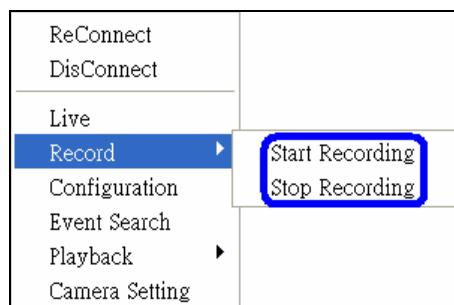 ReConnect
DisConnect
Live
Record
Start Recording
Configuration
Stop Recording
Event Search
Playback
Camera Setting